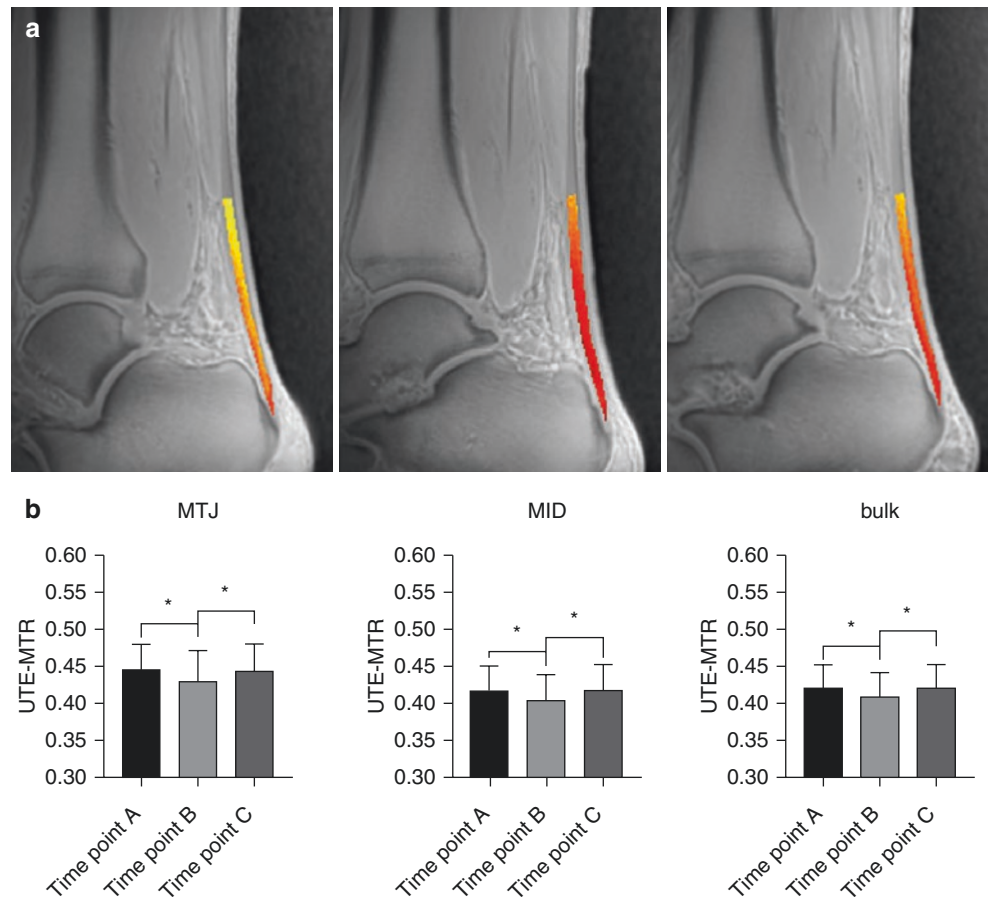 a
b
MTJ
MID
bulk
UTE-MTR
0.60
0.55
0.50
0.45
0.40
0.35
0.30
*
*
Time point A
Time point B
Time point C
UTE-MTR
0.60
0.55
0.50
0.45
0.40
0.35
0.30
*
*
Time point A
Time point B
Time point C
UTE-MTR
0.60
0.55
0.50
0.45
0.40
0.35
0.30
*
*
Time point A
Time point B
Time point C